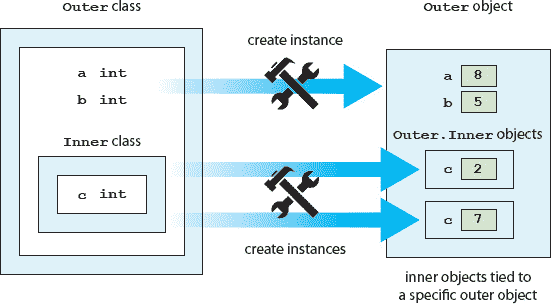 Outer class
a int
b int
Inner class
c int
create instance
create instances
Outer object
a 8
b 5
Outer.Inner objects
c 2
c 7
inner objects tied to
a specific outer object